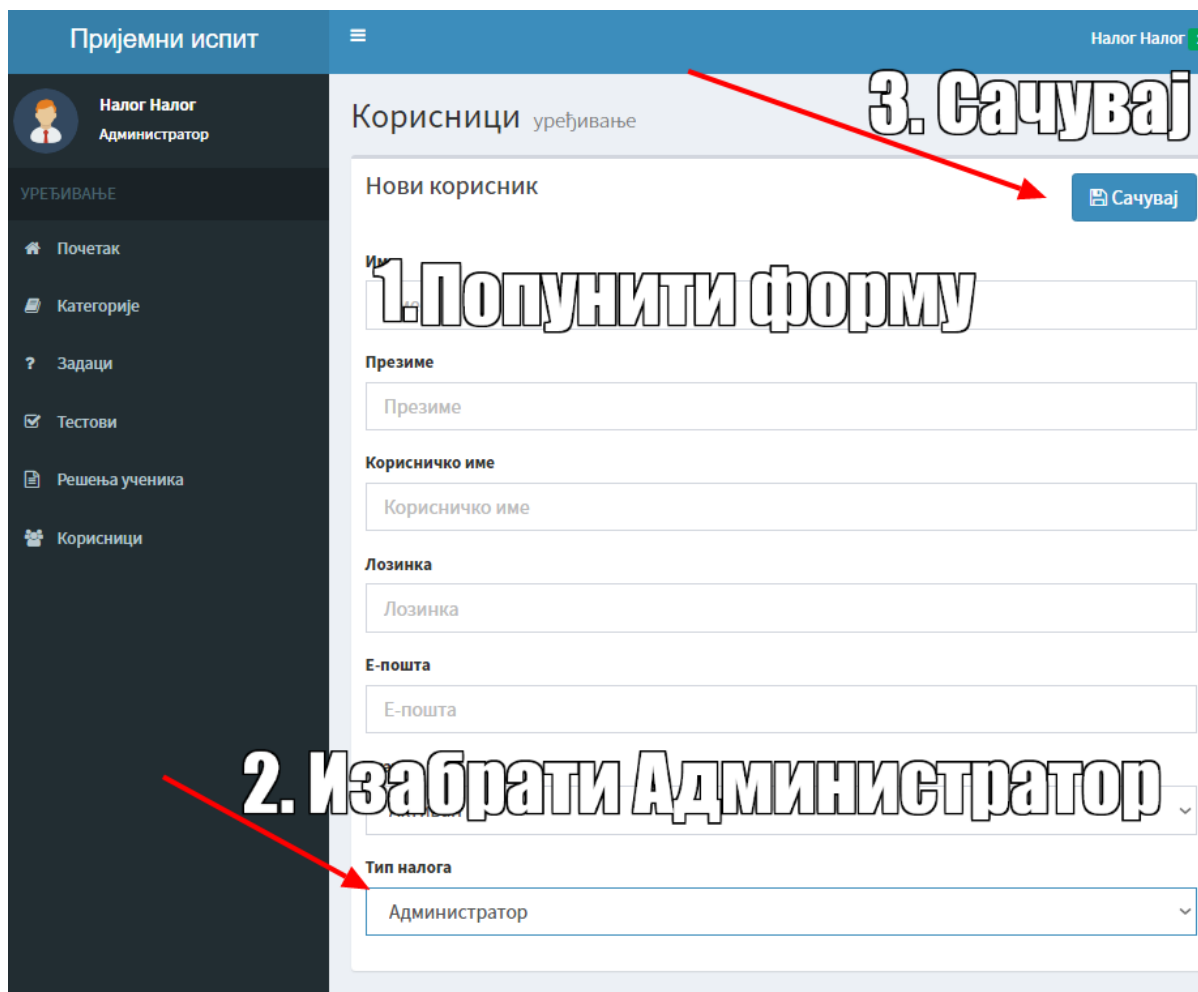 Пријемни испит
Налог Налог
Налог Налог
Администратор
Корисници уређивање
3. Сачувај
УРЕЂИВАЊЕ
Нови корисник
Сачувај
Почетак
Категорије
Задаци
Тестови
Решења ученика
Корисници
1.Попунити форму
Презиме
Презиме
Корисничко име
Корисничко име
Лозинка
Лозинка
Е-пошта
Е-пошта
2. Изабрати Администратор
Тип налога
Администратор